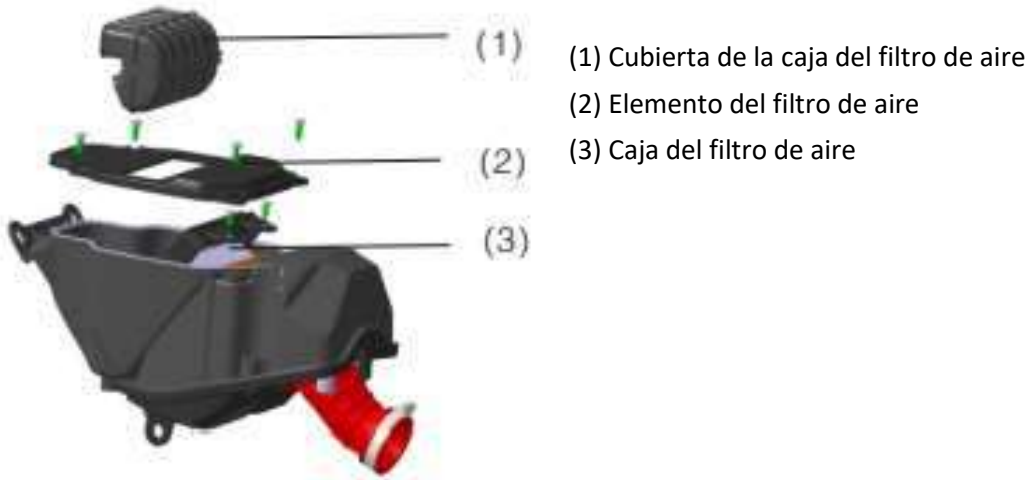 (1)
(2)
(3)
(1) Cubierta de la caja del filtro de aire
(2) Elemento del filtro de aire
(3) Caja del filtro de aire